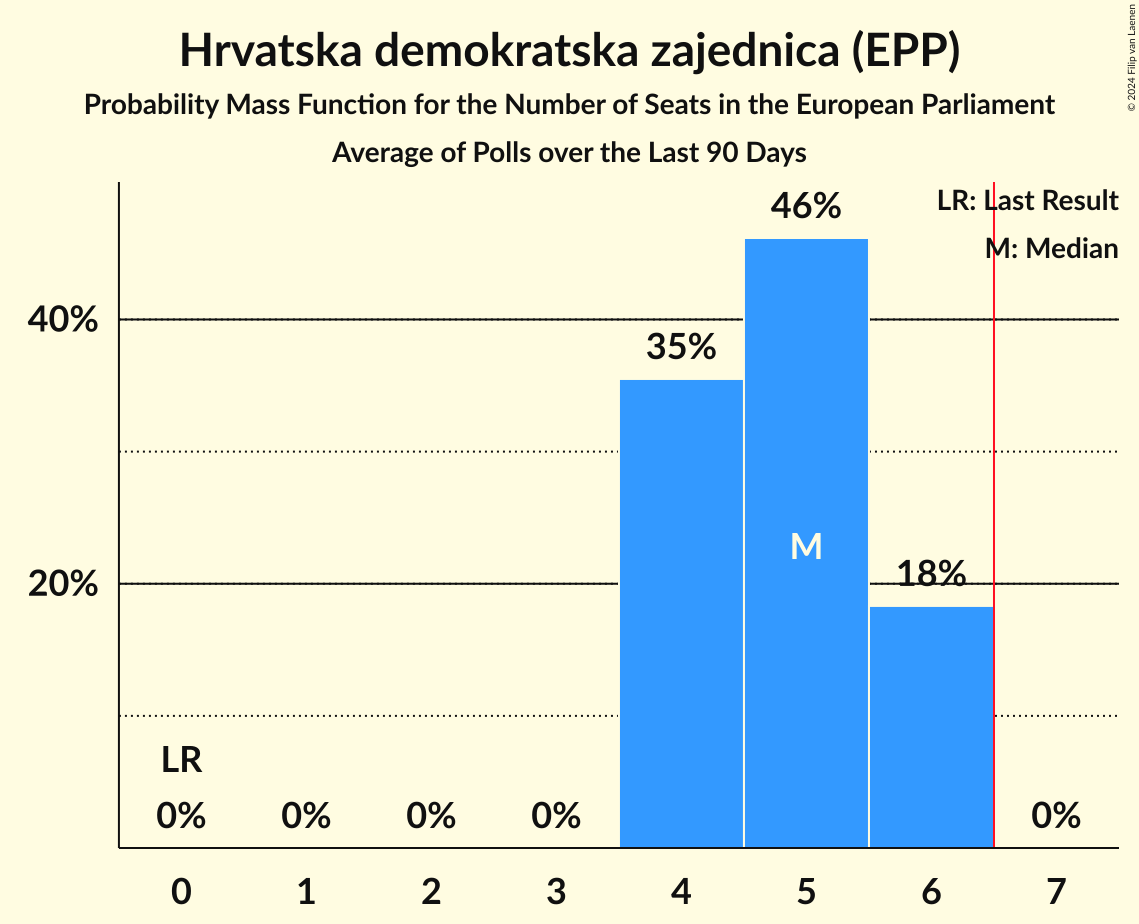 Hrvatska demokratska zajednica (EPP)
Probability Mass Function for the Number of Seats in the European Parliament
Average of Polls over the Last 90 Days
© 2024 Filip van Laenen
LR: Last Result
M: Median
46%
40%
35%
M
18%
20%
LR
0% 0% 0% 0% 0%
0 1 2 3 4 5 6 7